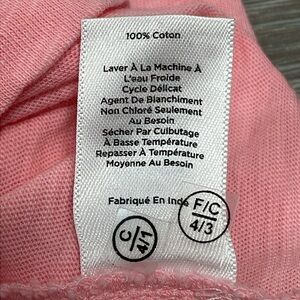 100% Coton
Laver À La Machine À
L'eau Froide
Cycle Délicat
Agent De Blanchiment
Non Chloré Seulement
Au Besoin
Sécher Par Culbutage
À Basse Température
Repasser À Température
Moyenne Au Besoin
Fabriqué En Inde
F/C
4/3
C/
4/1